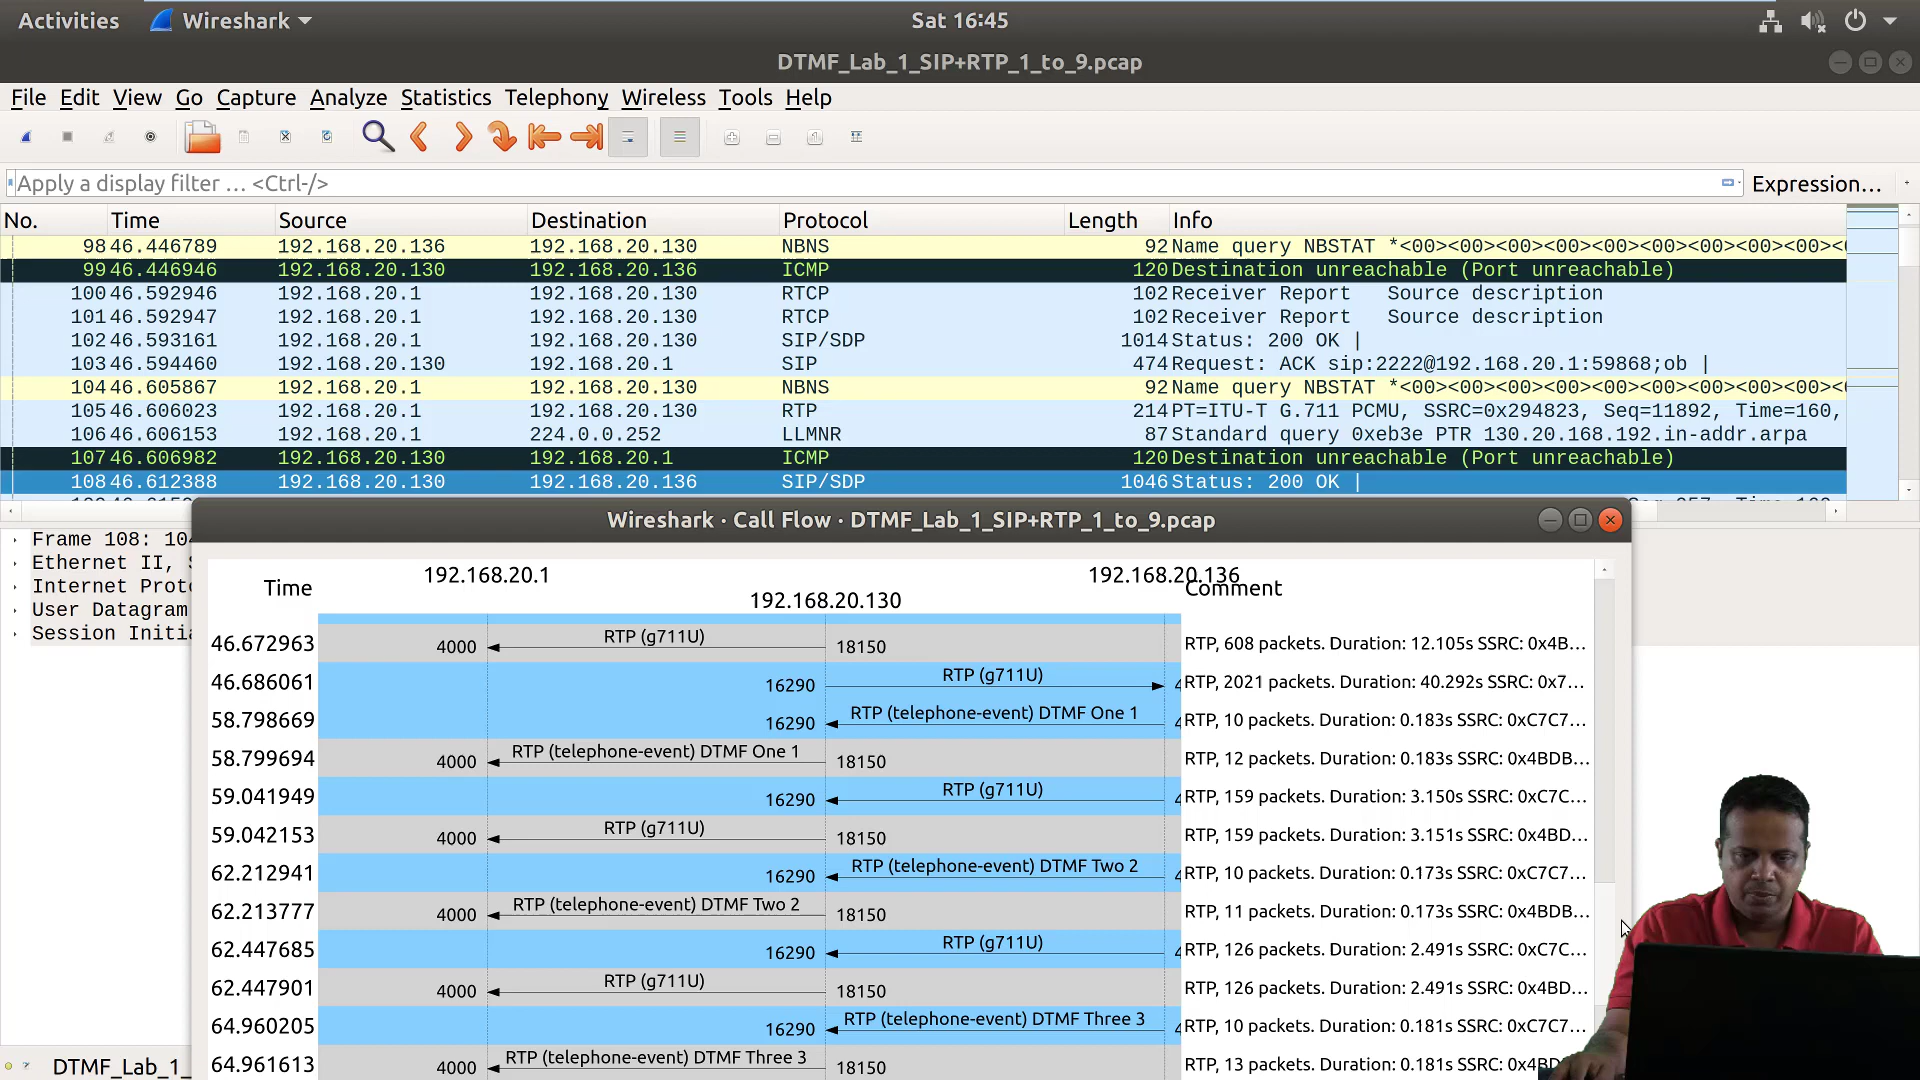 Activities Wireshark Sat 16:45
DTMF_Lab_1_SIP+RTP_1_to_9.pcap
File Edit View Go Capture Analyze Statistics Telephony Wireless Tools Help
Apply a display filter … <Ctrl-/> Expression…
No. Time Source Destination Protocol Length Info
98 46.446789 192.168.20.136 192.168.20.130 NBNS 92 Name query NBSTAT *<00><00><00><00><00><00><00><00><00><
99 46.446946 192.168.20.130 192.168.20.136 ICMP 120 Destination unreachable (Port unreachable)
100 46.592946 192.168.20.1 192.168.20.130 RTCP 102 Receiver Report Source description
101 46.592947 192.168.20.1 192.168.20.130 RTCP 102 Receiver Report Source description
102 46.593161 192.168.20.1 192.168.20.130 SIP/SDP 1014 Status: 200 OK |
103 46.594460 192.168.20.130 192.168.20.1 SIP 474 Request: ACK sip:2222@192.168.20.1:59868;ob |
104 46.605867 192.168.20.1 192.168.20.130 NBNS 92 Name query NBSTAT *<00><00><00><00><00><00><00><00><00><
105 46.606023 192.168.20.1 192.168.20.130 RTP 214 PT=ITU-T G.711 PCMU, SSRC=0x294823, Seq=11892, Time=160,
106 46.606153 192.168.20.1 224.0.0.252 LLMNR 87 Standard query 0xeb3e PTR 130.20.168.192.in-addr.arpa
107 46.606982 192.168.20.130 192.168.20.1 ICMP 120 Destination unreachable (Port unreachable)
108 46.612388 192.168.20.130 192.168.20.136 SIP/SDP 1046 Status: 200 OK |
Wireshark · Call Flow · DTMF_Lab_1_SIP+RTP_1_to_9.pcap
Frame 108: 104
Ethernet II, S
Internet Proto
User Datagram
Session Initia
Time 192.168.20.1 192.168.20.130 192.168.20.136 Comment
46.672963 4000 RTP (g711U) 18150 RTP, 608 packets. Duration: 12.105s SSRC: 0x4B…
46.686061 16290 RTP (g711U) 4 RTP, 2021 packets. Duration: 40.292s SSRC: 0x7…
58.798669 16290 RTP (telephone-event) DTMF One 1 4 RTP, 10 packets. Duration: 0.183s SSRC: 0xC7C7…
58.799694 4000 RTP (telephone-event) DTMF One 1 18150 RTP, 12 packets. Duration: 0.183s SSRC: 0x4BDB…
59.041949 16290 RTP (g711U) 4 RTP, 159 packets. Duration: 3.150s SSRC: 0xC7C…
59.042153 4000 RTP (g711U) 18150 RTP, 159 packets. Duration: 3.151s SSRC: 0x4BD…
62.212941 16290 RTP (telephone-event) DTMF Two 2 4 RTP, 10 packets. Duration: 0.173s SSRC: 0xC7C7…
62.213777 4000 RTP (telephone-event) DTMF Two 2 18150 RTP, 11 packets. Duration: 0.173s SSRC: 0x4BDB…
62.447685 16290 RTP (g711U) 4 RTP, 126 packets. Duration: 2.491s SSRC: 0xC7C…
62.447901 4000 RTP (g711U) 18150 RTP, 126 packets. Duration: 2.491s SSRC: 0x4BD…
64.960205 16290 RTP (telephone-event) DTMF Three 3 4 RTP, 10 packets. Duration: 0.181s SSRC: 0xC7C7…
64.961613 4000 RTP (telephone-event) DTMF Three 3 18150 RTP, 13 packets. Duration: 0.181s SSRC: 0x4BD
DTMF_Lab_1_